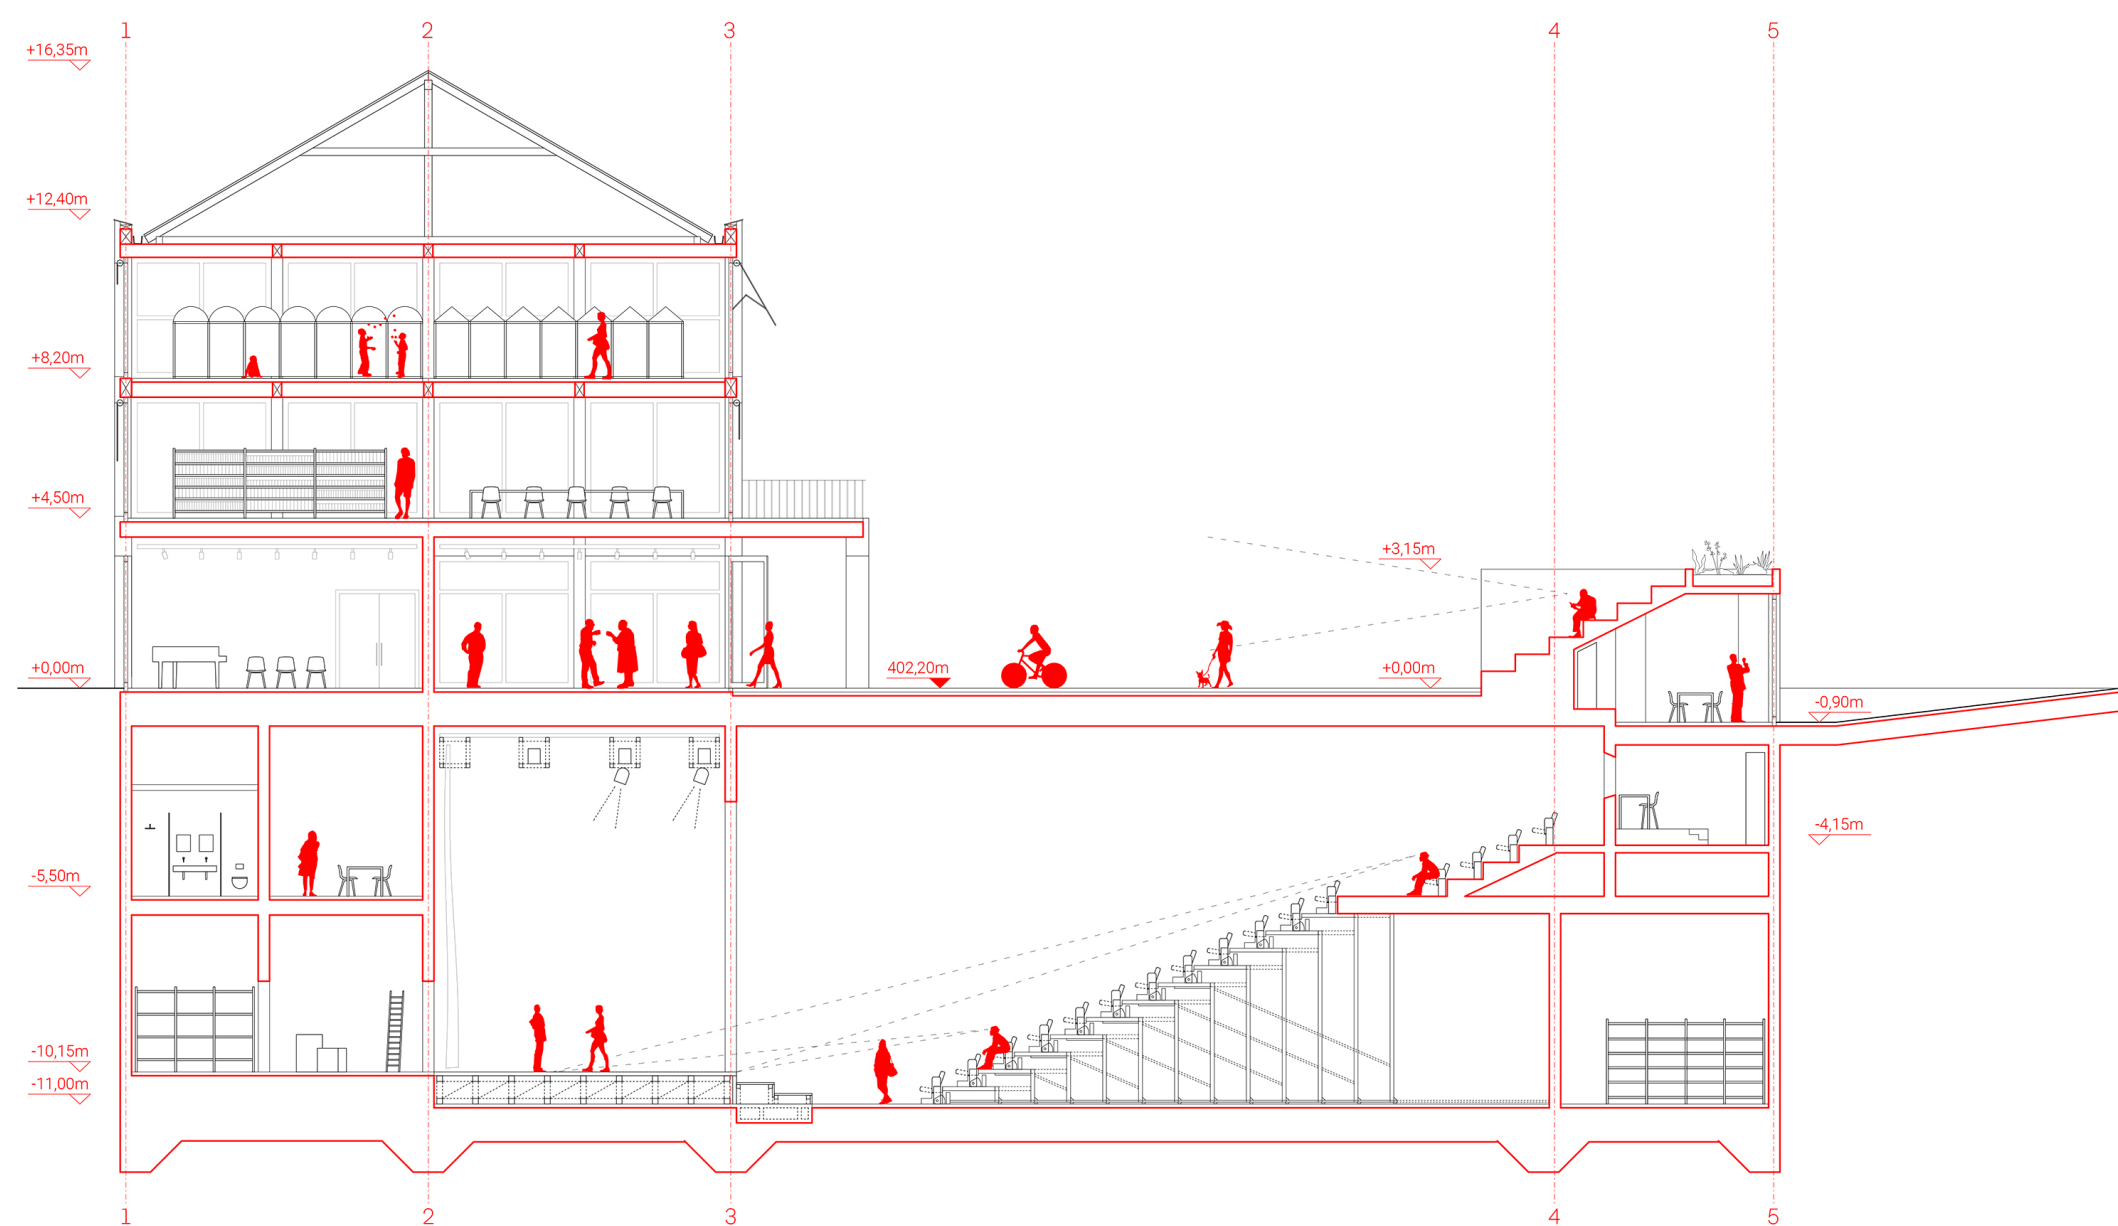 1 2 3 4 5
+16,35m
+12,40m
+8,20m
+4,50m
+3,15m
+0,00m 402,20m +0,00m
-0,90m
-4,15m
-5,50m
-10,15m
-11,00m
1 2 3 4 5